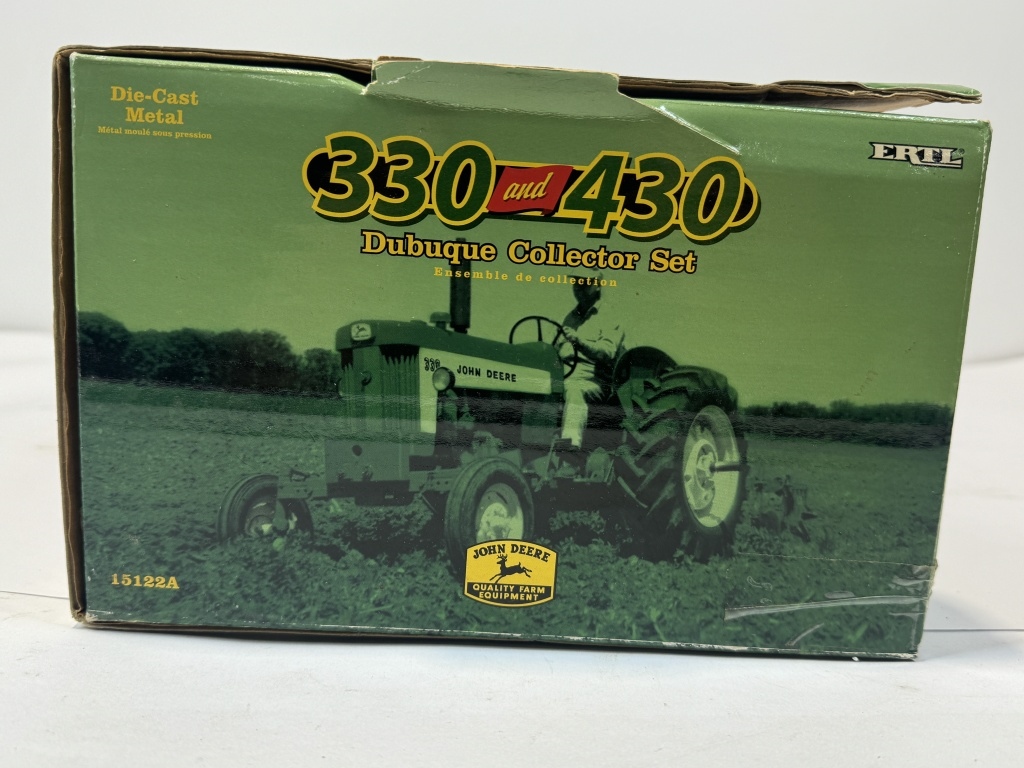 Die-Cast
Metal
Métal moulé sous pression
ERTL
330 and 430
Dubuque Collector Set
Ensemble de collection
330
JOHN DEERE
JOHN DEERE
QUALITY FARM
EQUIPMENT
15122A